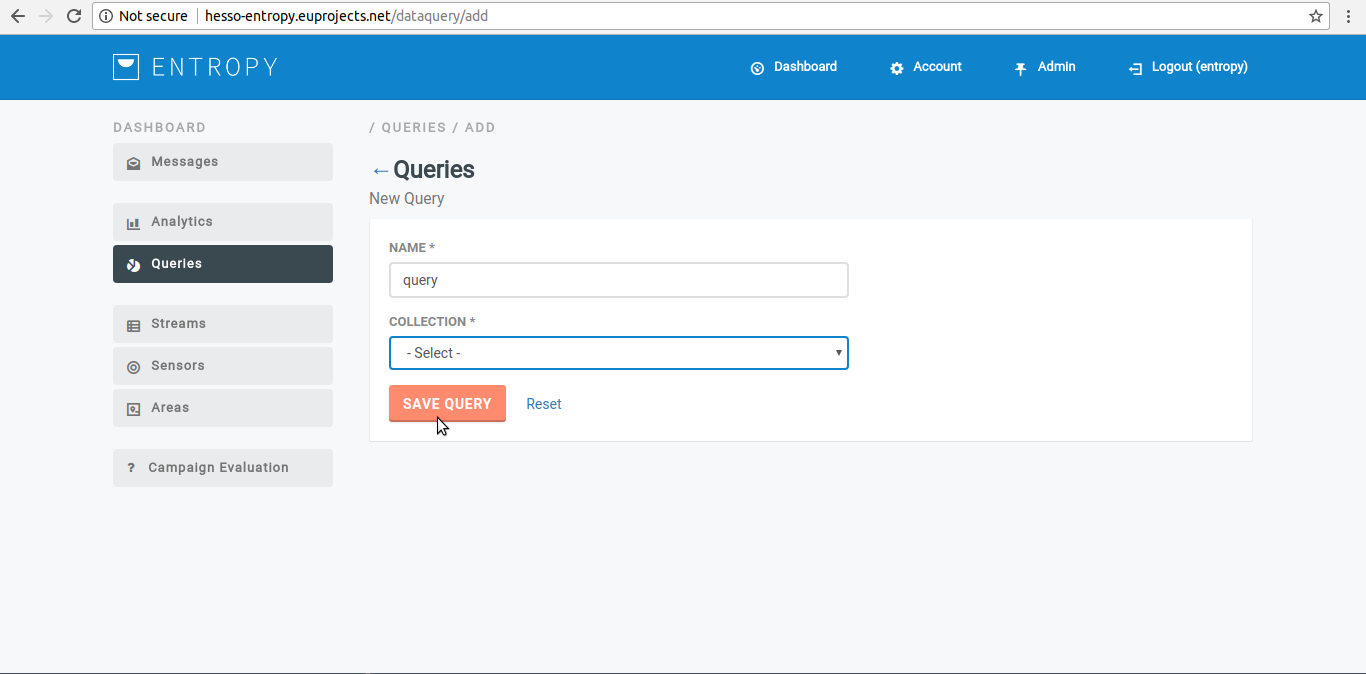 Not secure hesso-entropy.euprojects.net/dataquery/add
ENTROPY
Dashboard Account Admin Logout (entropy)
DASHBOARD
Messages
Analytics
Queries
Streams
Sensors
Areas
? Campaign Evaluation
/ QUERIES / ADD
←Queries
New Query
NAME *
query
COLLECTION *
- Select -
SAVE QUERY Reset